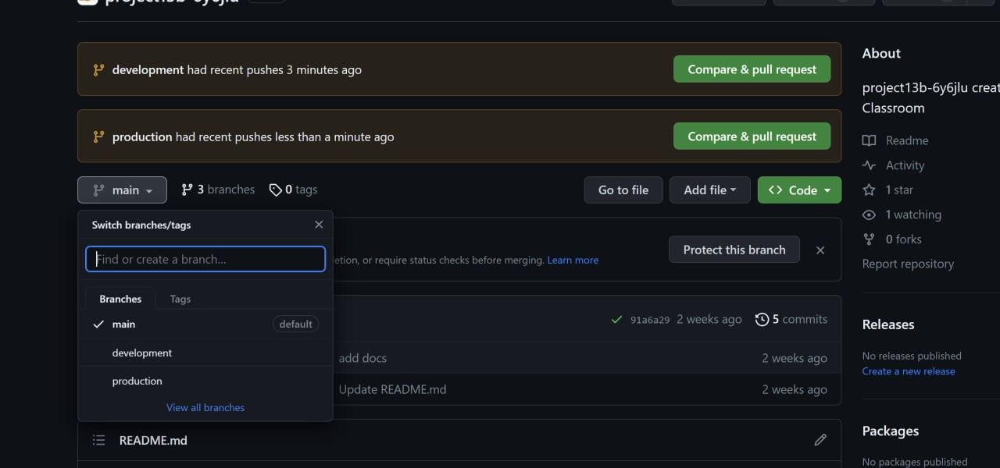 project13b-6y6jlu
development had recent pushes 3 minutes ago
Compare & pull request
production had recent pushes less than a minute ago
Compare & pull request
main
3 branches
0 tags
Go to file
Add file
Code
Switch branches/tags
Find or create a branch...
Branches
Tags
main
default
development
production
View all branches
etion, or require status checks before merging. Learn more
Protect this branch
91a6a29 2 weeks ago
5 commits
add docs
2 weeks ago
Update README.md
2 weeks ago
README.md
About
project13b-6y6jlu creat
Classroom
Readme
Activity
1 star
1 watching
0 forks
Report repository
Releases
No releases published
Create a new release
Packages
No packages published